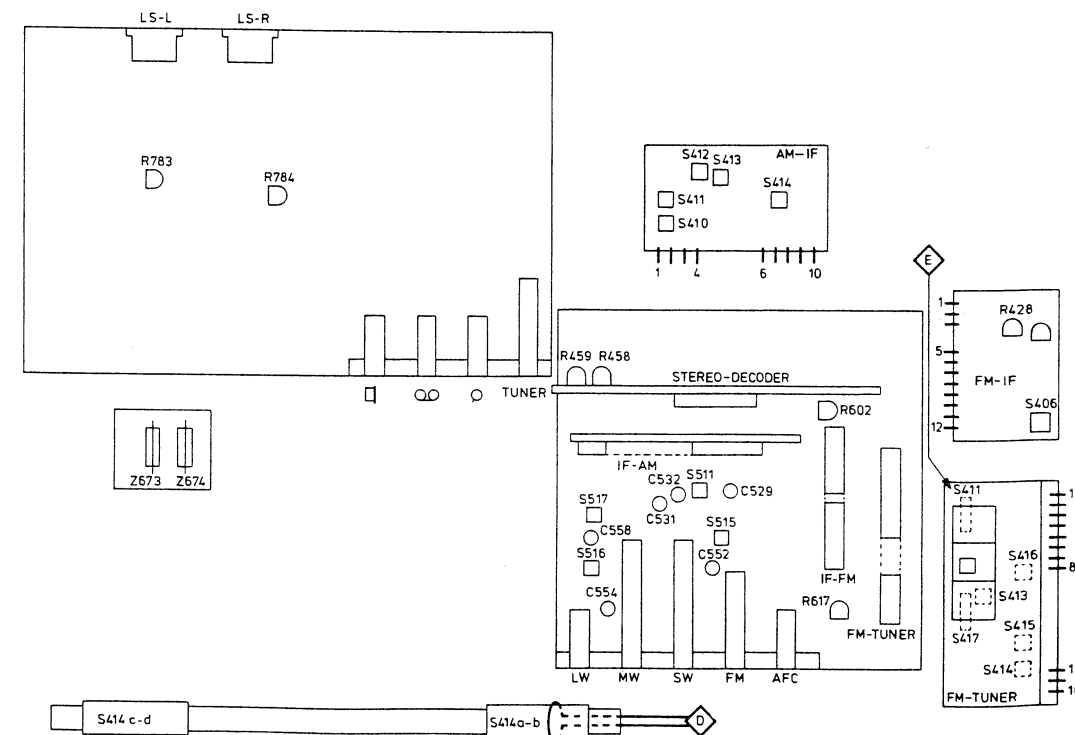 LS-L LS-R
R783
R784
TUNER
Z673 Z674
AM-IF
S412 S413
S414
S411
S410
1 4 6 10
E
1
R428
5
FM-IF
S406
12
R459 R458
STEREO-DECODER
R602
IF-AM
C532 S511
C529
C531
S517
C558
S515
S516
C552
C554
IF-FM
R617
FM-TUNER
LW MW SW FM AFC
S411
1
S416
8
S413
S417
S415
S414
FM-TUNER
S414 c-d
S414a-b
D